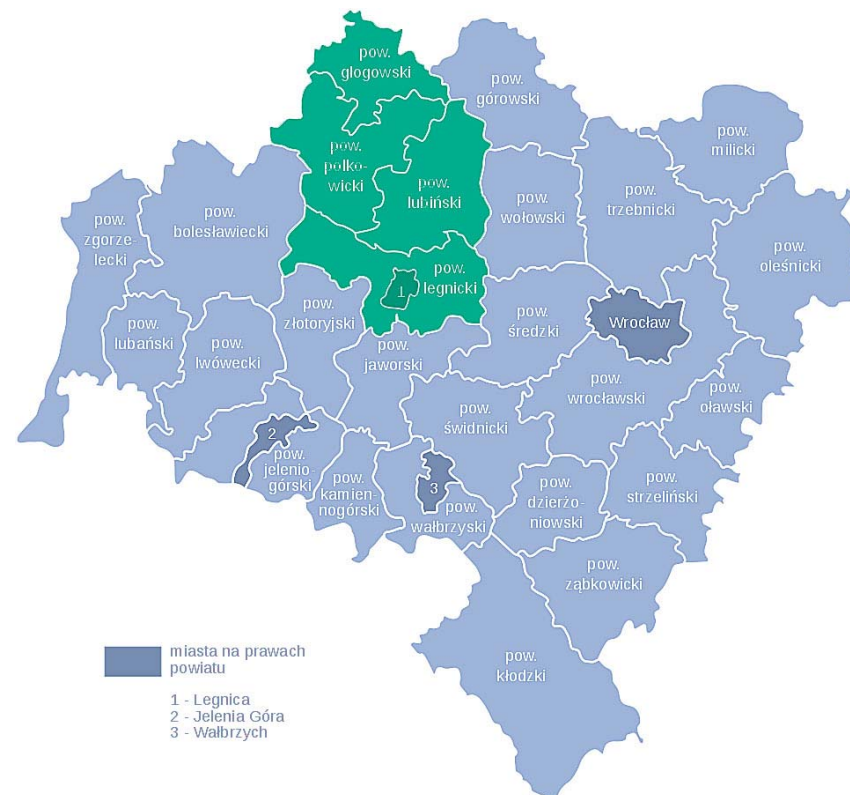 pow.
głogowski
pow.
górowski
pow.
milicki
pow.
polko-
wicki
pow.
lubiński
pow.
wołowski
pow.
trzebnicki
pow.
zgorze-
lecki
pow.
bolesławiecki
pow.
oleśnicki
pow.
legnicki
1
pow.
złotoryjski
pow.
średzki
Wrocław
pow.
lubański
pow.
lwówecki
pow.
jaworski
pow.
wrocławski
pow.
oławski
pow.
świdnicki
2
pow.
jelenio-
górski
pow.
kamien-
nogórski
3
pow.
wałbrzyski
pow.
dzierżo-
niowski
pow.
strzeliński
pow.
ząbkowicki
pow.
kłodzki
miasta na prawach
powiatu
1 - Legnica
2 - Jelenia Góra
3 - Wałbrzych